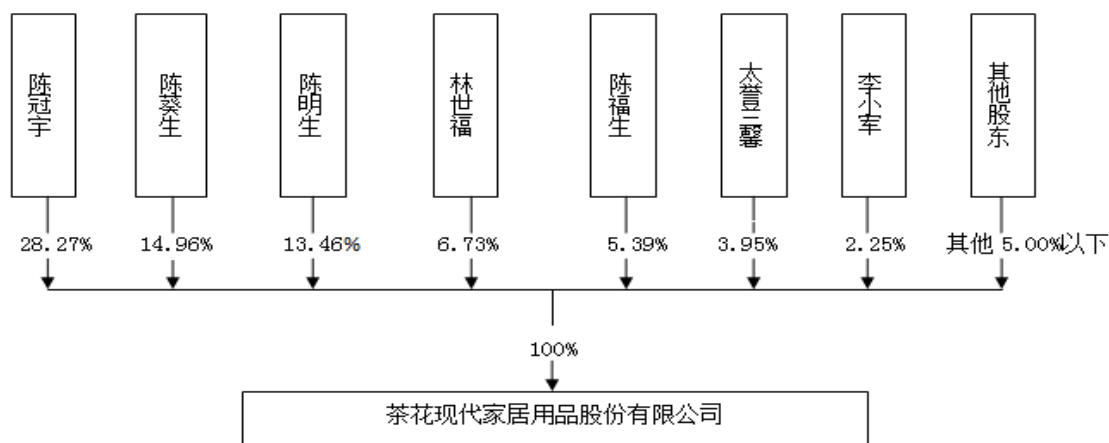 陈冠宇
陈葵生
陈明生
林世福
陈福生
太誉三馨
李小军
其他股东
28.27%
14.96%
13.46%
6.73%
5.39%
3.95%
2.25%
其他 5.00%以下
100%
茶花现代家居用品股份有限公司